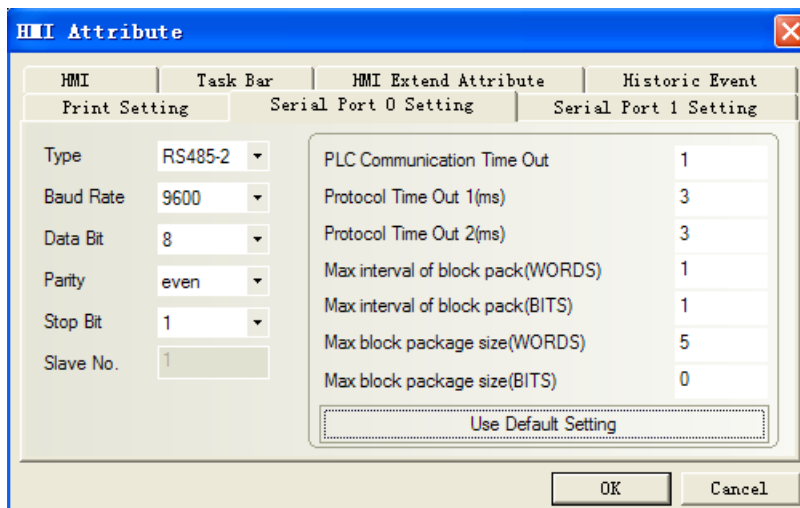 HMI Attribute
HMI
Task Bar
HMI Extend Attribute
Historic Event
Print Setting
Serial Port 0 Setting
Serial Port 1 Setting
Type RS485-2
Baud Rate 9600
Data Bit 8
Parity even
Stop Bit 1
Slave No. 1
PLC Communication Time Out 1
Protocol Time Out 1(ms) 3
Protocol Time Out 2(ms) 3
Max interval of block pack(WORDS) 1
Max interval of block pack(BITS) 1
Max block package size(WORDS) 5
Max block package size(BITS) 0
Use Default Setting
OK
Cancel